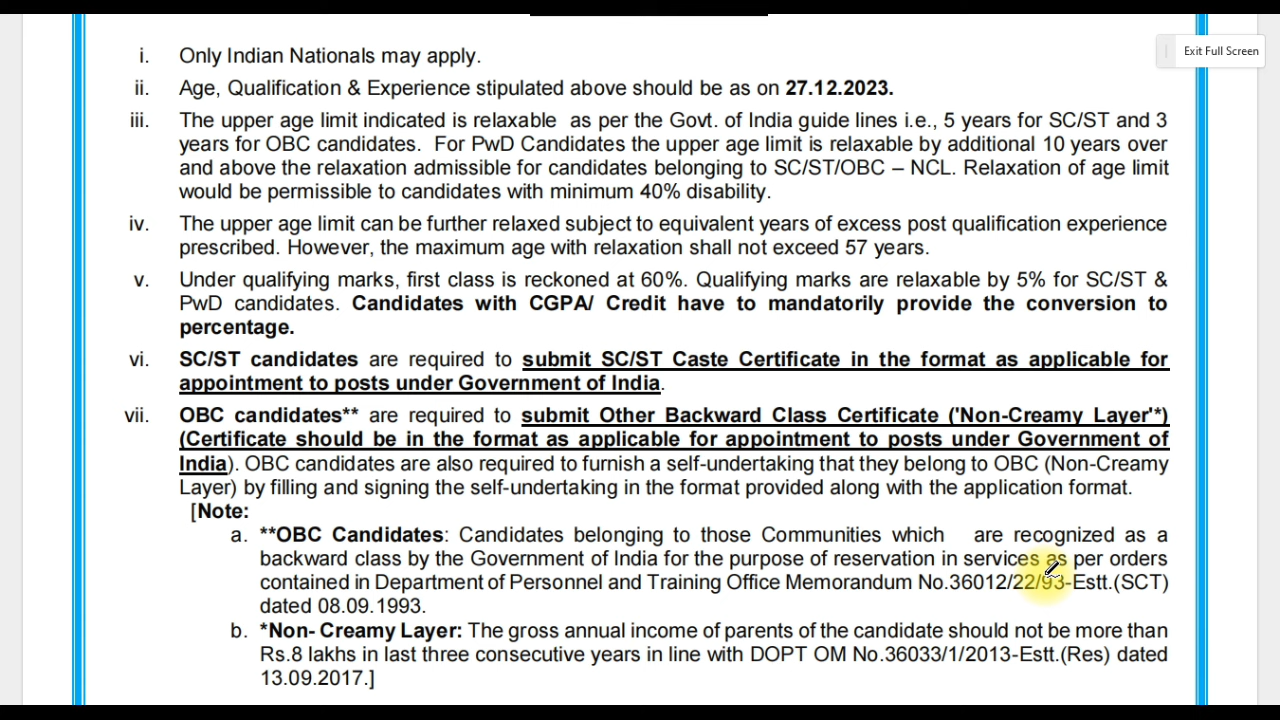 Exit Full Screen
i. Only Indian Nationals may apply.
ii. Age, Qualification & Experience stipulated above should be as on 27.12.2023.
iii. The upper age limit indicated is relaxable as per the Govt. of India guide lines i.e., 5 years for SC/ST and 3
years for OBC candidates. For PwD Candidates the upper age limit is relaxable by additional 10 years over
and above the relaxation admissible for candidates belonging to SC/ST/OBC – NCL. Relaxation of age limit
would be permissible to candidates with minimum 40% disability.
iv. The upper age limit can be further relaxed subject to equivalent years of excess post qualification experience
prescribed. However, the maximum age with relaxation shall not exceed 57 years.
v. Under qualifying marks, first class is reckoned at 60%. Qualifying marks are relaxable by 5% for SC/ST &
PwD candidates. Candidates with CGPA/ Credit have to mandatorily provide the conversion to
percentage.
vi. SC/ST candidates are required to submit SC/ST Caste Certificate in the format as applicable for
appointment to posts under Government of India.
vii. OBC candidates** are required to submit Other Backward Class Certificate ('Non-Creamy Layer'*)
(Certificate should be in the format as applicable for appointment to posts under Government of
India). OBC candidates are also required to furnish a self-undertaking that they belong to OBC (Non-Creamy
Layer) by filling and signing the self-undertaking in the format provided along with the application format.
[Note:
a. **OBC Candidates: Candidates belonging to those Communities which are recognized as a
backward class by the Government of India for the purpose of reservation in services as per orders
contained in Department of Personnel and Training Office Memorandum No.36012/22/93-Estt.(SCT)
dated 08.09.1993.
b. *Non- Creamy Layer: The gross annual income of parents of the candidate should not be more than
Rs.8 lakhs in last three consecutive years in line with DOPT OM No.36033/1/2013-Estt.(Res) dated
13.09.2017.]